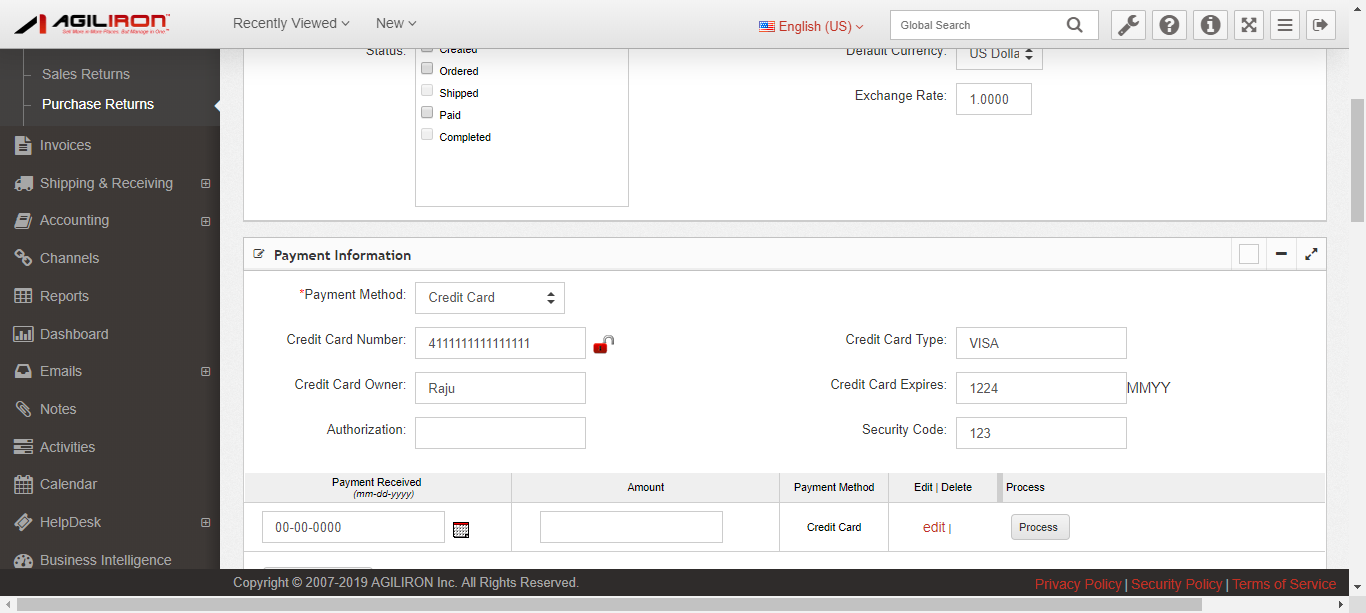 AGILIRON
Sell More in More Places. But Manage in One™
Recently Viewed
New
English (US)
Global Search
Sales Returns
Purchase Returns
Invoices
Shipping & Receiving
Accounting
Channels
Reports
Dashboard
Emails
Notes
Activities
Calendar
HelpDesk
Business Intelligence
Status:
Created
Ordered
Shipped
Paid
Completed
Default Currency:
US Dolla
Exchange Rate:
1.0000
Payment Information
*Payment Method:
Credit Card
Credit Card Number:
4111111111111111
Credit Card Type:
VISA
Credit Card Owner:
Raju
Credit Card Expires:
1224
MMYY
Authorization:
Security Code:
123
Payment Received
(mm-dd-yyyy)
Amount
Payment Method
Edit | Delete
Process
00-00-0000
Credit Card
edit |
Process
Copyright © 2007-2019 AGILIRON Inc. All Rights Reserved.
Privacy Policy | Security Policy | Terms of Service